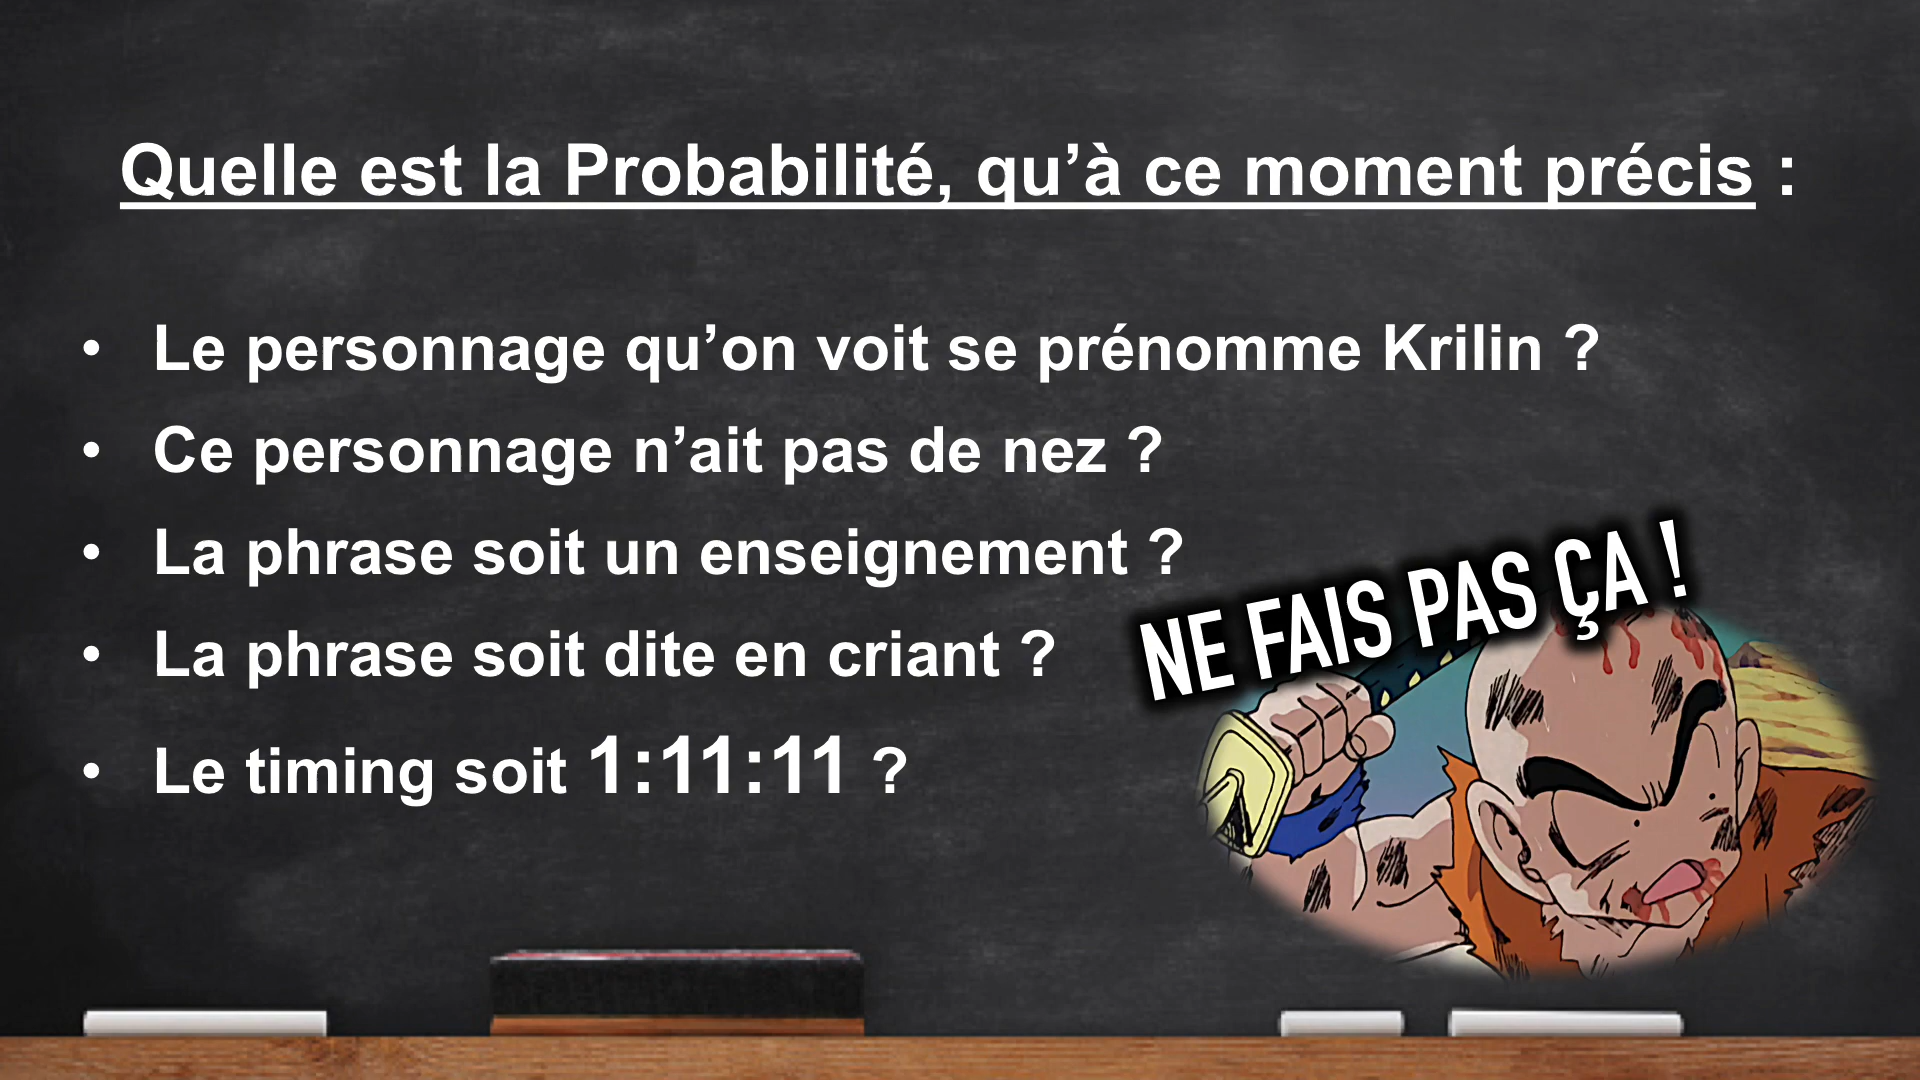 Quelle est la Probabilité, qu’à ce moment précis :
• Le personnage qu’on voit se prénomme Krilin ?
• Ce personnage n’ait pas de nez ?
• La phrase soit un enseignement ?
• La phrase soit dite en criant ?
• Le timing soit 1:11:11 ?
NE FAIS PAS ÇA !